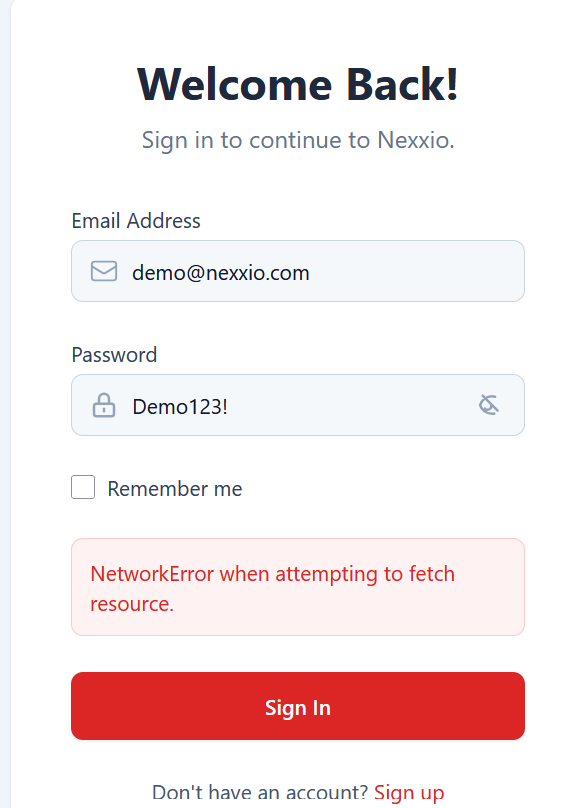 Welcome Back!
Sign in to continue to Nexxio.
Email Address
demo@nexxio.com
Password
Demo123!
Remember me
NetworkError when attempting to fetch
resource.
Sign In
Don't have an account? Sign up